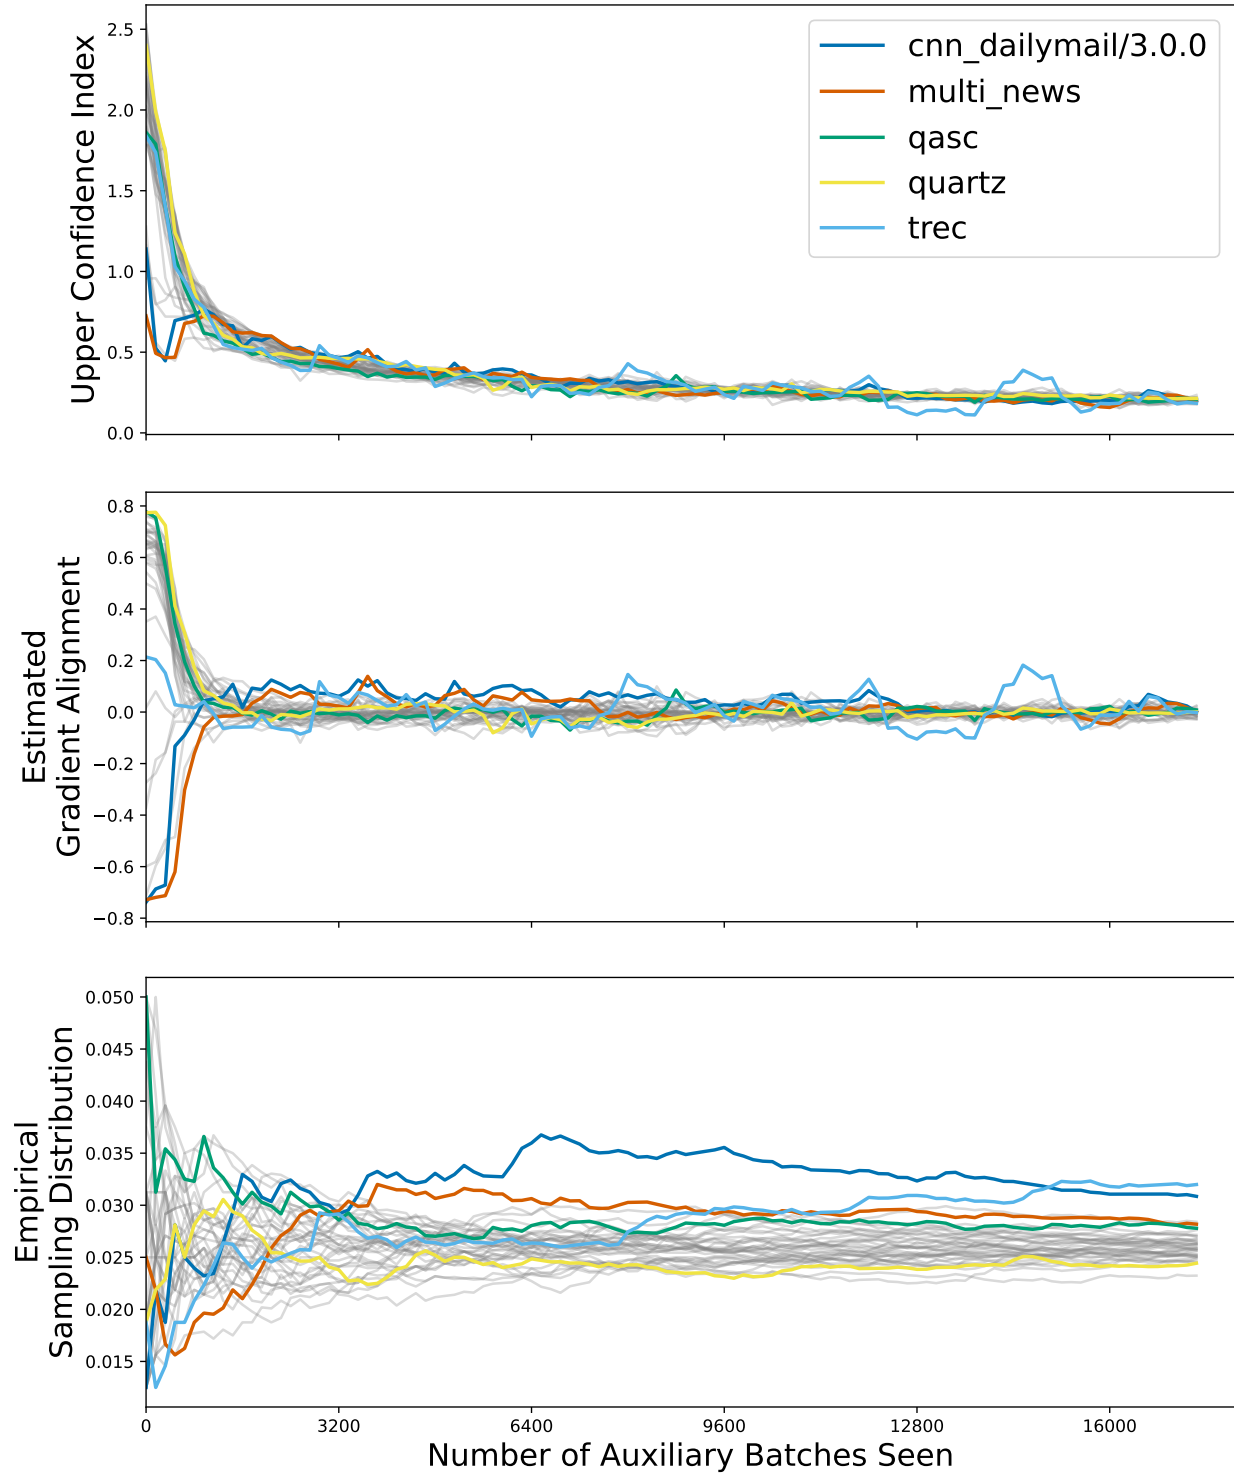 Upper Confidence Index
2.5
2.0
1.5
1.0
0.5
0.0
cnn_dailymail/3.0.0
multi_news
qasc
quartz
trec
Estimated
Gradient Alignment
0.8
0.6
0.4
0.2
0.0
−0.2
−0.4
−0.6
−0.8
Empirical
Sampling Distribution
0.050
0.045
0.040
0.035
0.030
0.025
0.020
0.015
0
3200
6400
9600
12800
16000
Number of Auxiliary Batches Seen